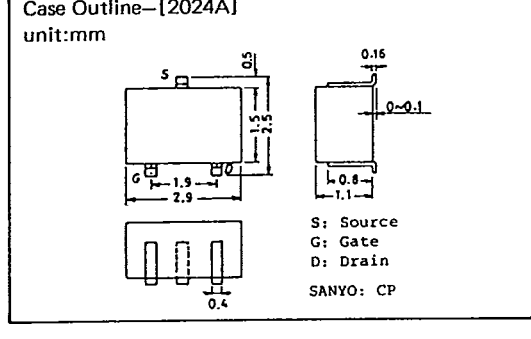 Case Outline—[2024A]
unit:mm
S
0.5
0.16
1.5
2.5
0~0.1
G
D
1.9
2.9
0.8
1.1
S: Source
G: Gate
D: Drain
0.4
SANYO: CP